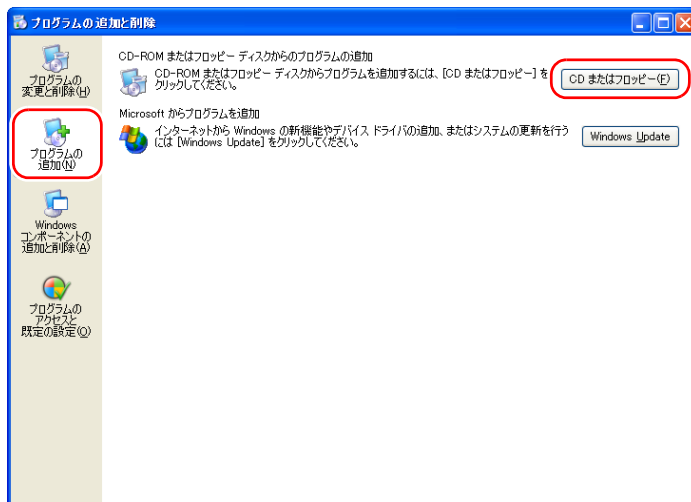 プログラムの追加と削除
プログラムの
変更と削除(H)
プログラムの
追加(N)
Windows
コンポーネントの
追加と削除(A)
プログラムの
アクセスと
既定の設定(O)
CD-ROM またはフロッピー ディスクからのプログラムの追加
CD-ROM またはフロッピー ディスクからプログラムを追加するには、[CD またはフロッピー] を
クリックしてください。
CD またはフロッピー(F)
Microsoft からプログラムを追加
インターネットから Windows の新機能やデバイス ドライバの追加、またはシステムの更新を行う
には [Windows Update] をクリックしてください。
Windows Update